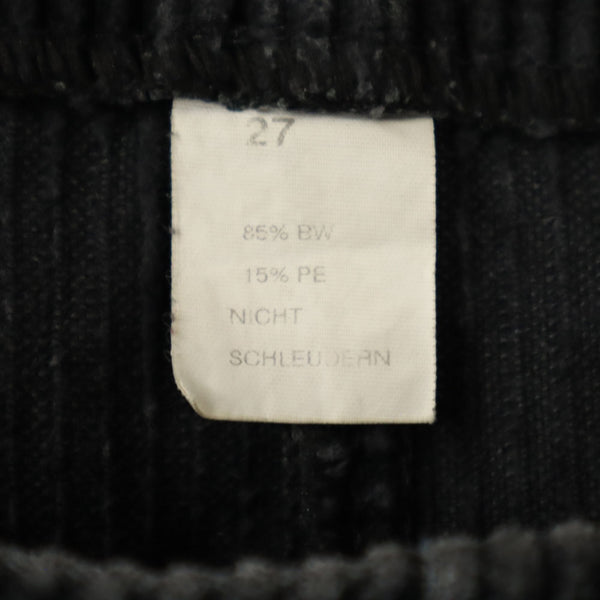 27
85% BW
15% PE
NICHT
SCHLEUDERN